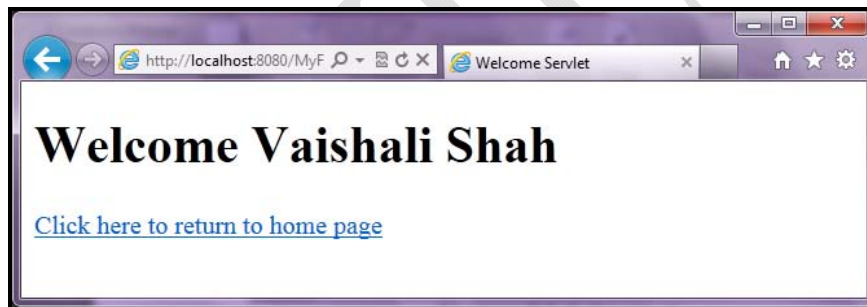 http://localhost:8080/MyF
Welcome Servlet
Welcome Vaishali Shah
Click here to return to home page